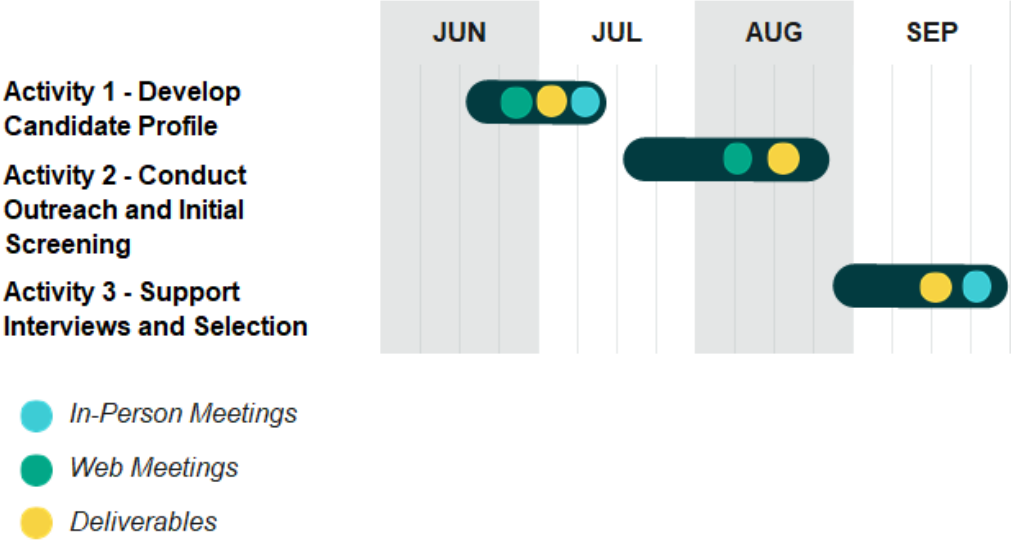 JUN JUL AUG SEP
Activity 1 - Develop
Candidate Profile
Activity 2 - Conduct
Outreach and Initial
Screening
Activity 3 - Support
Interviews and Selection
In-Person Meetings
Web Meetings
Deliverables